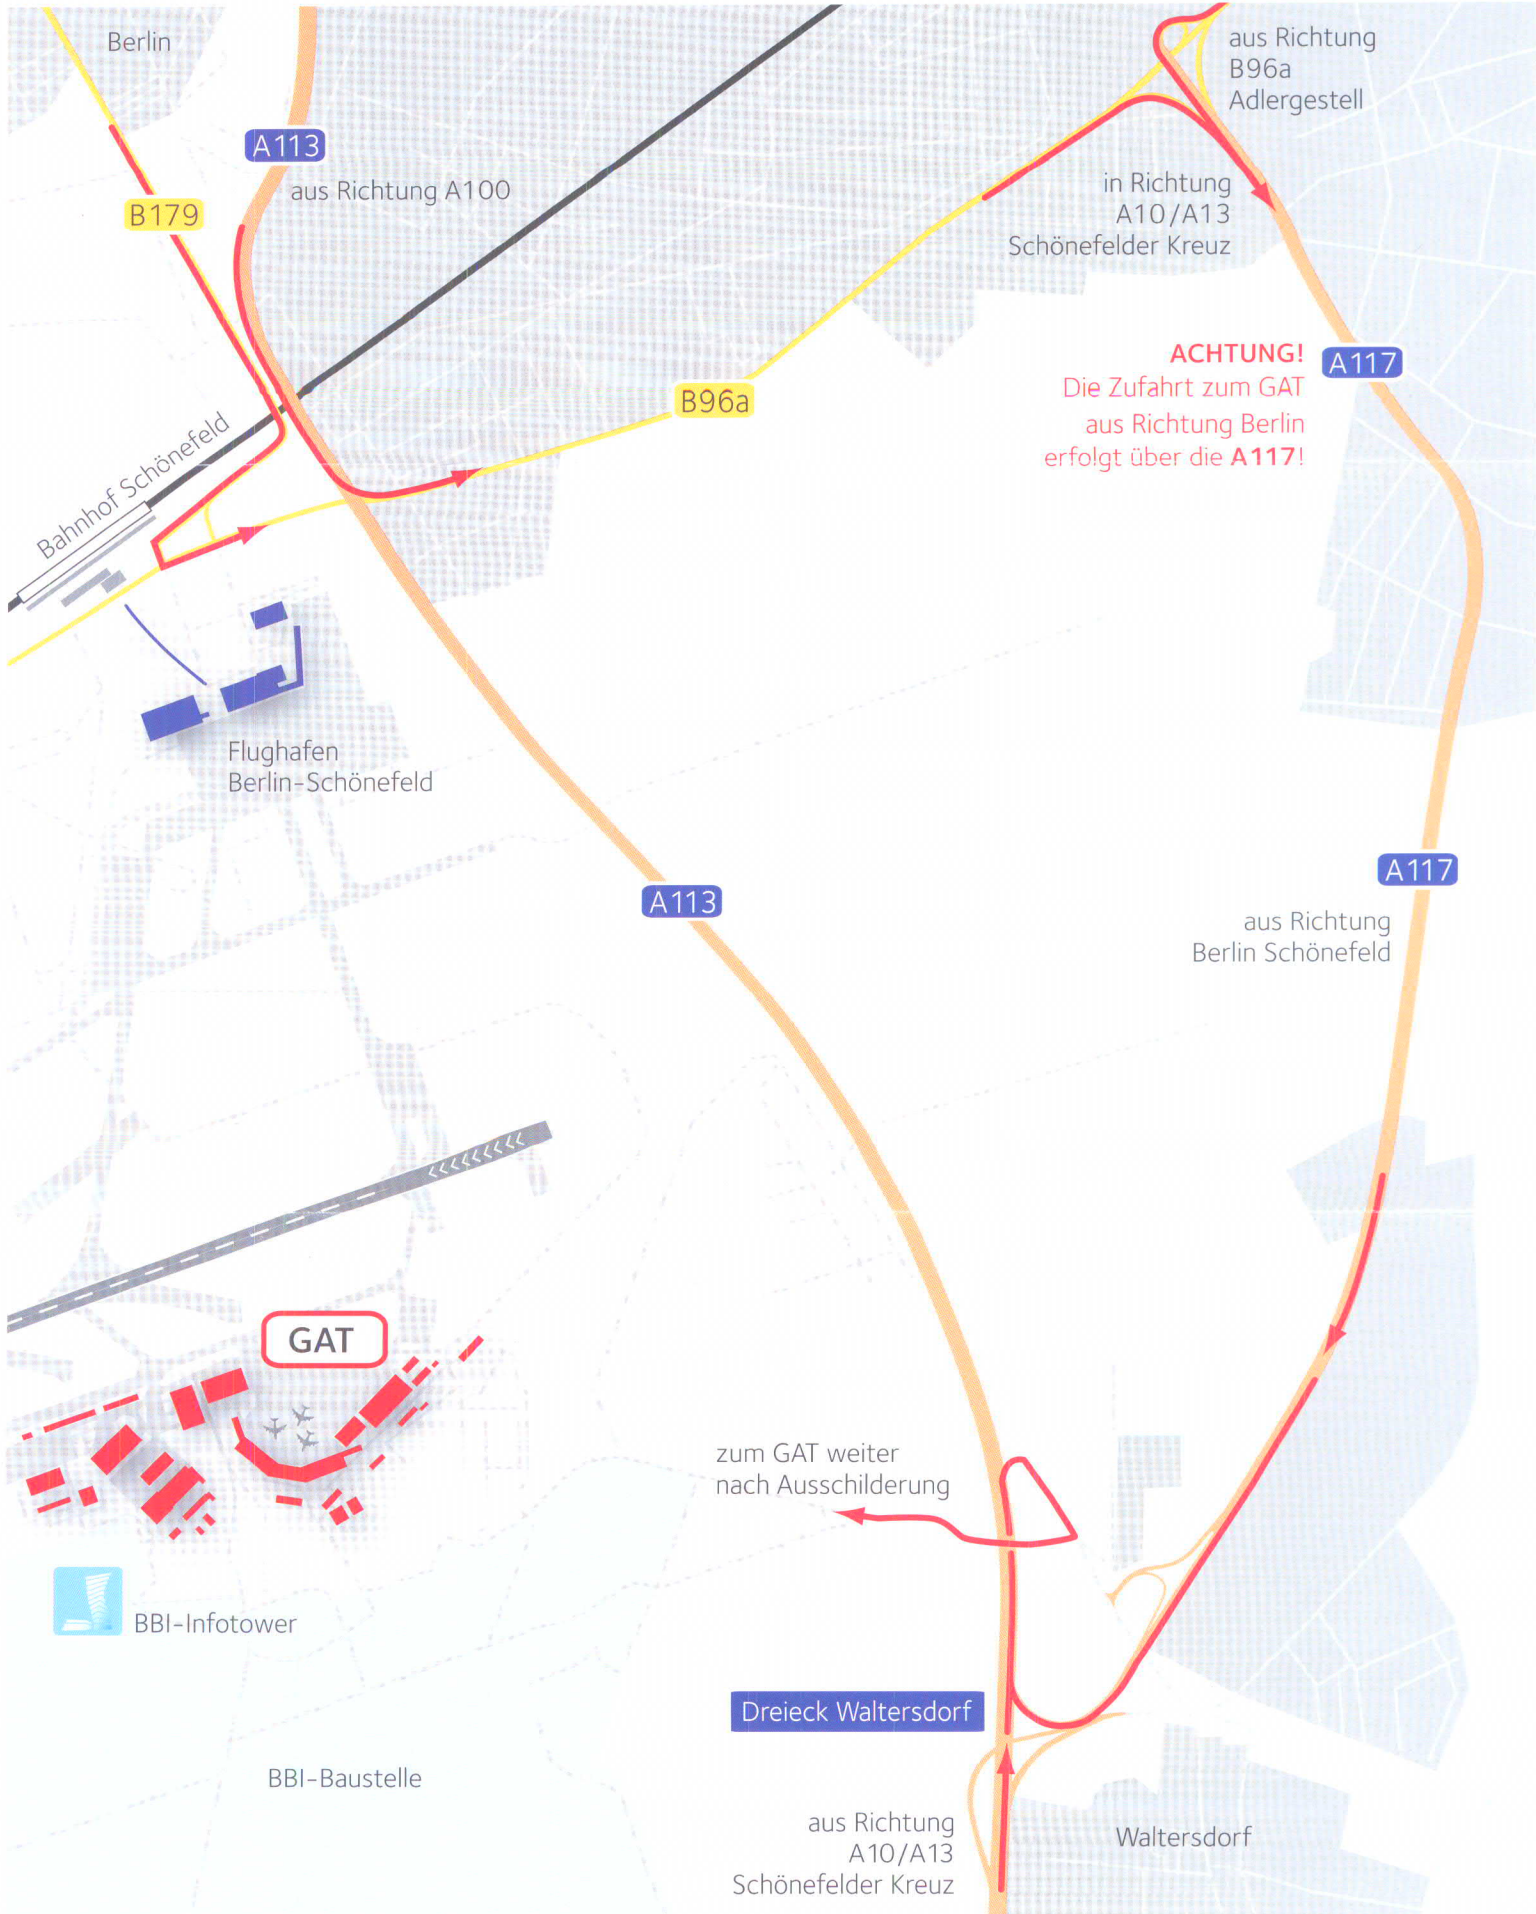 Berlin
aus Richtung
B96a
Adlergestell
A113
aus Richtung A100
B179
in Richtung
A10/A13
Schönefelder Kreuz
ACHTUNG!
Die Zufahrt zum GAT
aus Richtung Berlin
erfolgt über die A117!
A117
B96a
Bahnhof Schönefeld
Flughafen
Berlin-Schönefeld
A117
A113
aus Richtung
Berlin Schönefeld
GAT
zum GAT weiter
nach Ausschilderung
BBI-Infotower
Dreieck Waltersdorf
BBI-Baustelle
aus Richtung
A10/A13
Schönefelder Kreuz
Waltersdorf